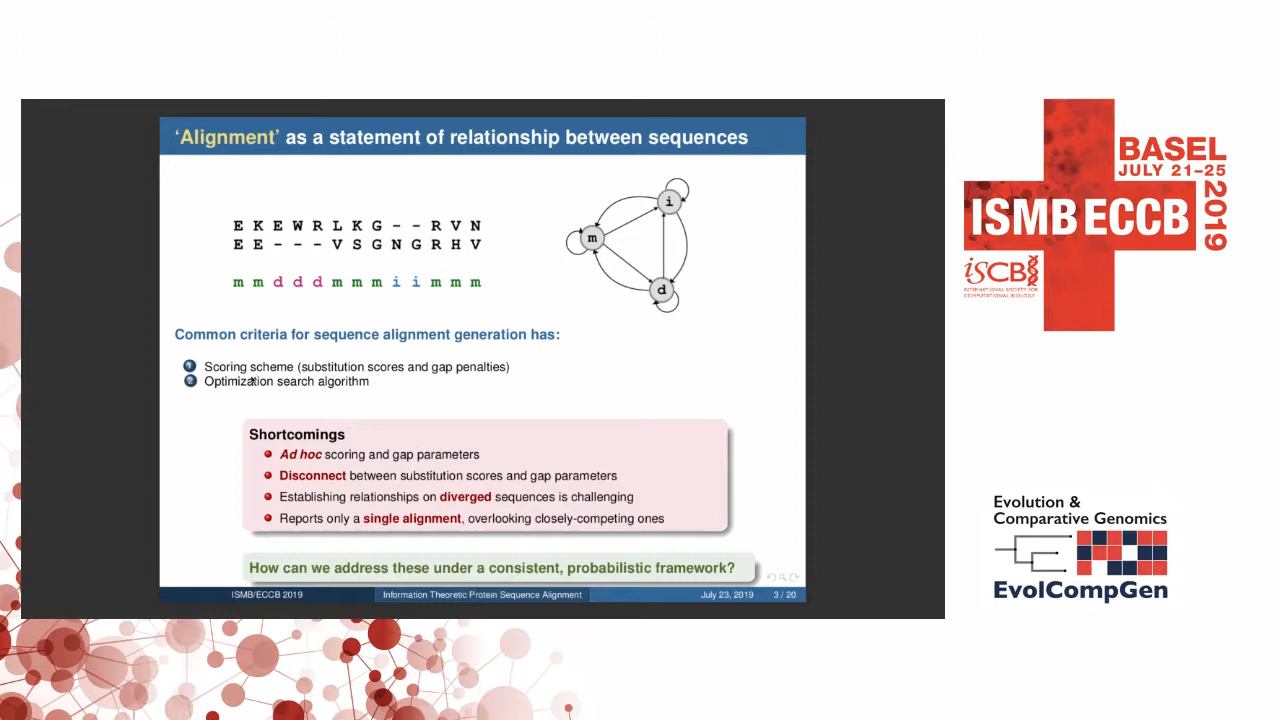 ‘Alignment’ as a statement of relationship between sequences
E K E W R L K G - - R V N
E E - - - V S G N G R H V
m m d d d m m m i i m m m
i
m
d
Common criteria for sequence alignment generation has:
1 Scoring scheme (substitution scores and gap penalties)
2 Optimization search algorithm
Shortcomings
Ad hoc scoring and gap parameters
Disconnect between substitution scores and gap parameters
Establishing relationships on diverged sequences is challenging
Reports only a single alignment, overlooking closely-competing ones
How can we address these under a consistent, probabilistic framework?
ISMB/ECCB 2019 Information Theoretic Protein Sequence Alignment July 23, 2019 3 / 20
BASEL
JULY 21–25
2019
ISMB ECCB
ISCB
INTERNATIONAL SOCIETY FOR
COMPUTATIONAL BIOLOGY
Evolution &
Comparative Genomics
EvolCompGen